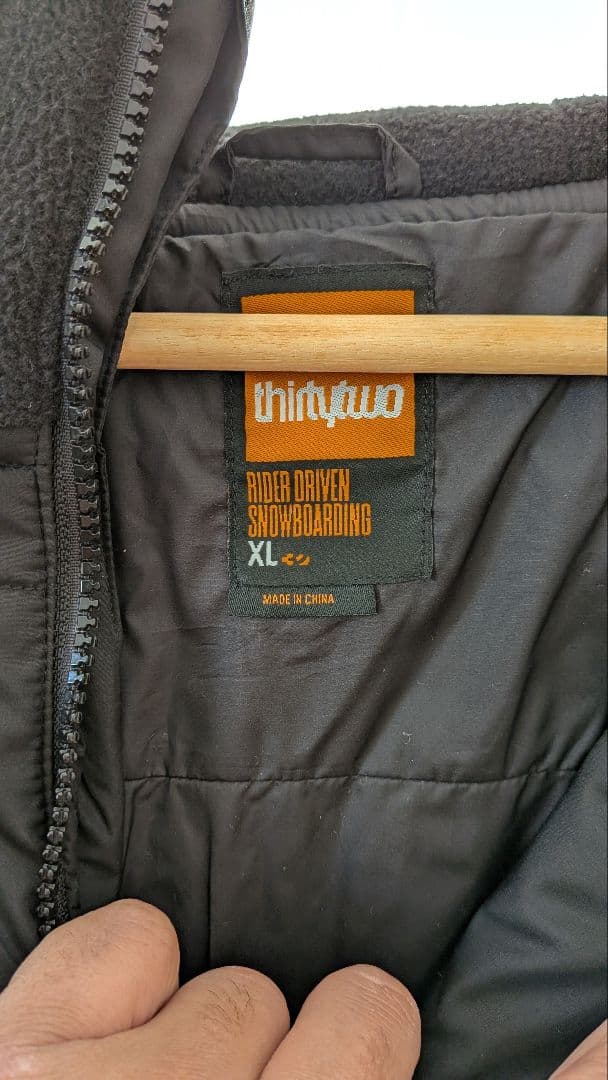 thirtytwo
RIDER DRIVEN
SNOWBOARDING
XL
MADE IN CHINA